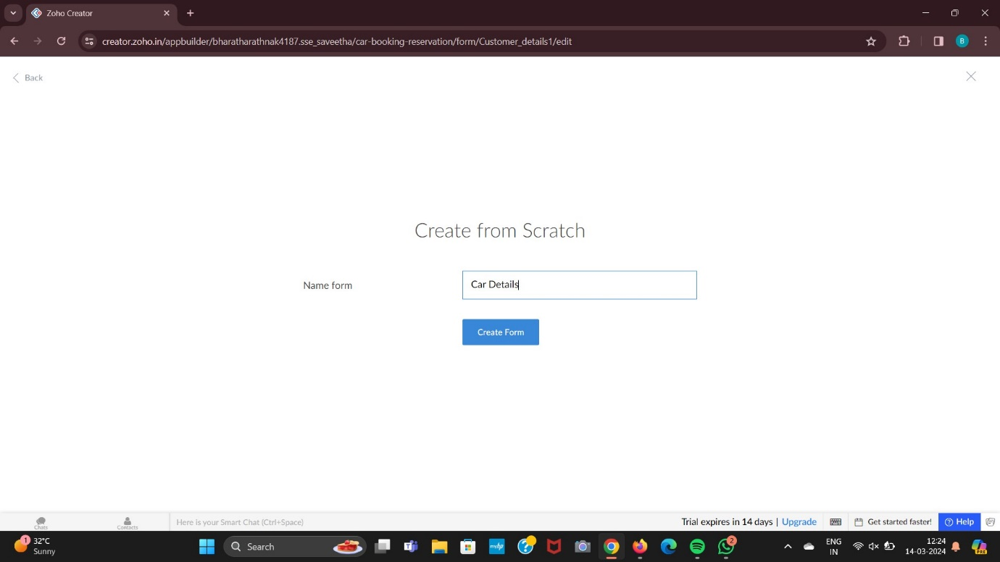 Zoho Creator
creator.zoho.in/appbuilder/bharatharathnak4187.sse_saveetha/car-booking-reservation/form/Customer_details1/edit
B
Back
Create from Scratch
Name form
Car Details
Create Form
Chats
Contacts
Here is your Smart Chat (Ctrl+Space)
Trial expires in 14 days | Upgrade
Get started faster!
Help
1
32°C
Sunny
Search
myhp
2
ENG
IN
12:24
14-03-2024
PRE